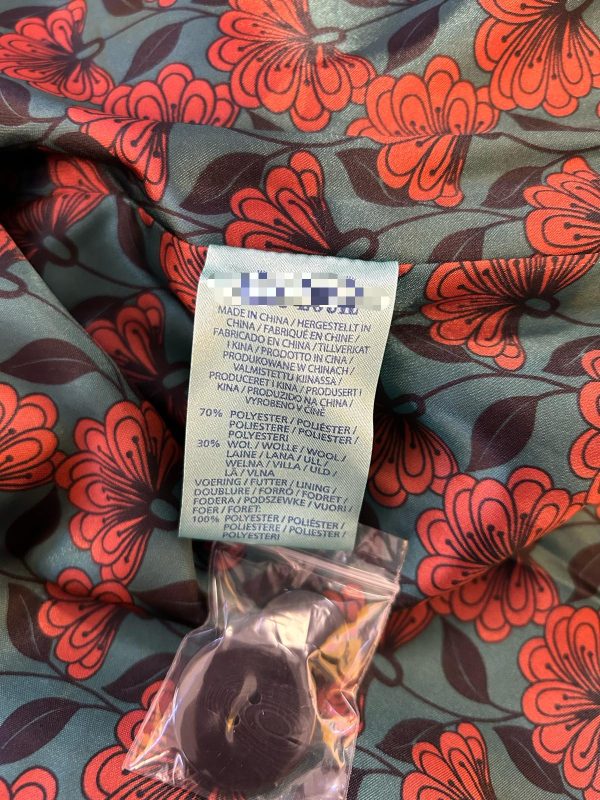 MADE IN CHINA / HERGESTELLT IN
CHINA / FABRIQUÉ EN CHINE /
FABRICADO EN CHINA / TILLVERKAT
I KINA / PRODOTTO IN CINA /
PRODUKOWANE W CHINACH /
VALMISTETTU KIINASSA /
PRODUCERET I KINA / PRODUSERT I
KINA / PRODUZIDO NA CHINA /
VYROBENO V ČÍNĚ
70% POLYESTER / POLIÉSTER /
POLIESTERE / POLIESTER /
POLYESTERI
30% WOL / WOLLE / WOOL /
LAINE / LANA / ULL /
WELNA / VILLA / ULD /
LÃ / VLNA
VOERING / FUTTER / LINING /
DOUBLURE / FORRO / FODRET /
FODERA / PODSZEWKE / VUORI /
FOER / FORET:
100% POLYESTER / POLIÉSTER /
POLIESTERE / POLIESTER /
POLYESTERI